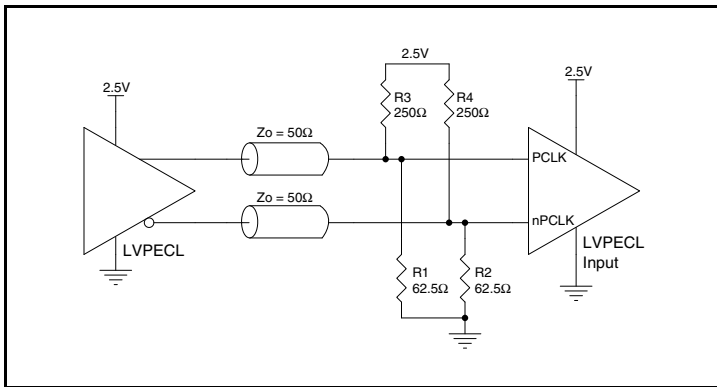 2.5V
2.5V
2.5V
R3
250Ω
R4
250Ω
Zo = 50Ω
PCLK
Zo = 50Ω
nPCLK
LVPECL
LVPECL
Input
R1
62.5Ω
R2
62.5Ω